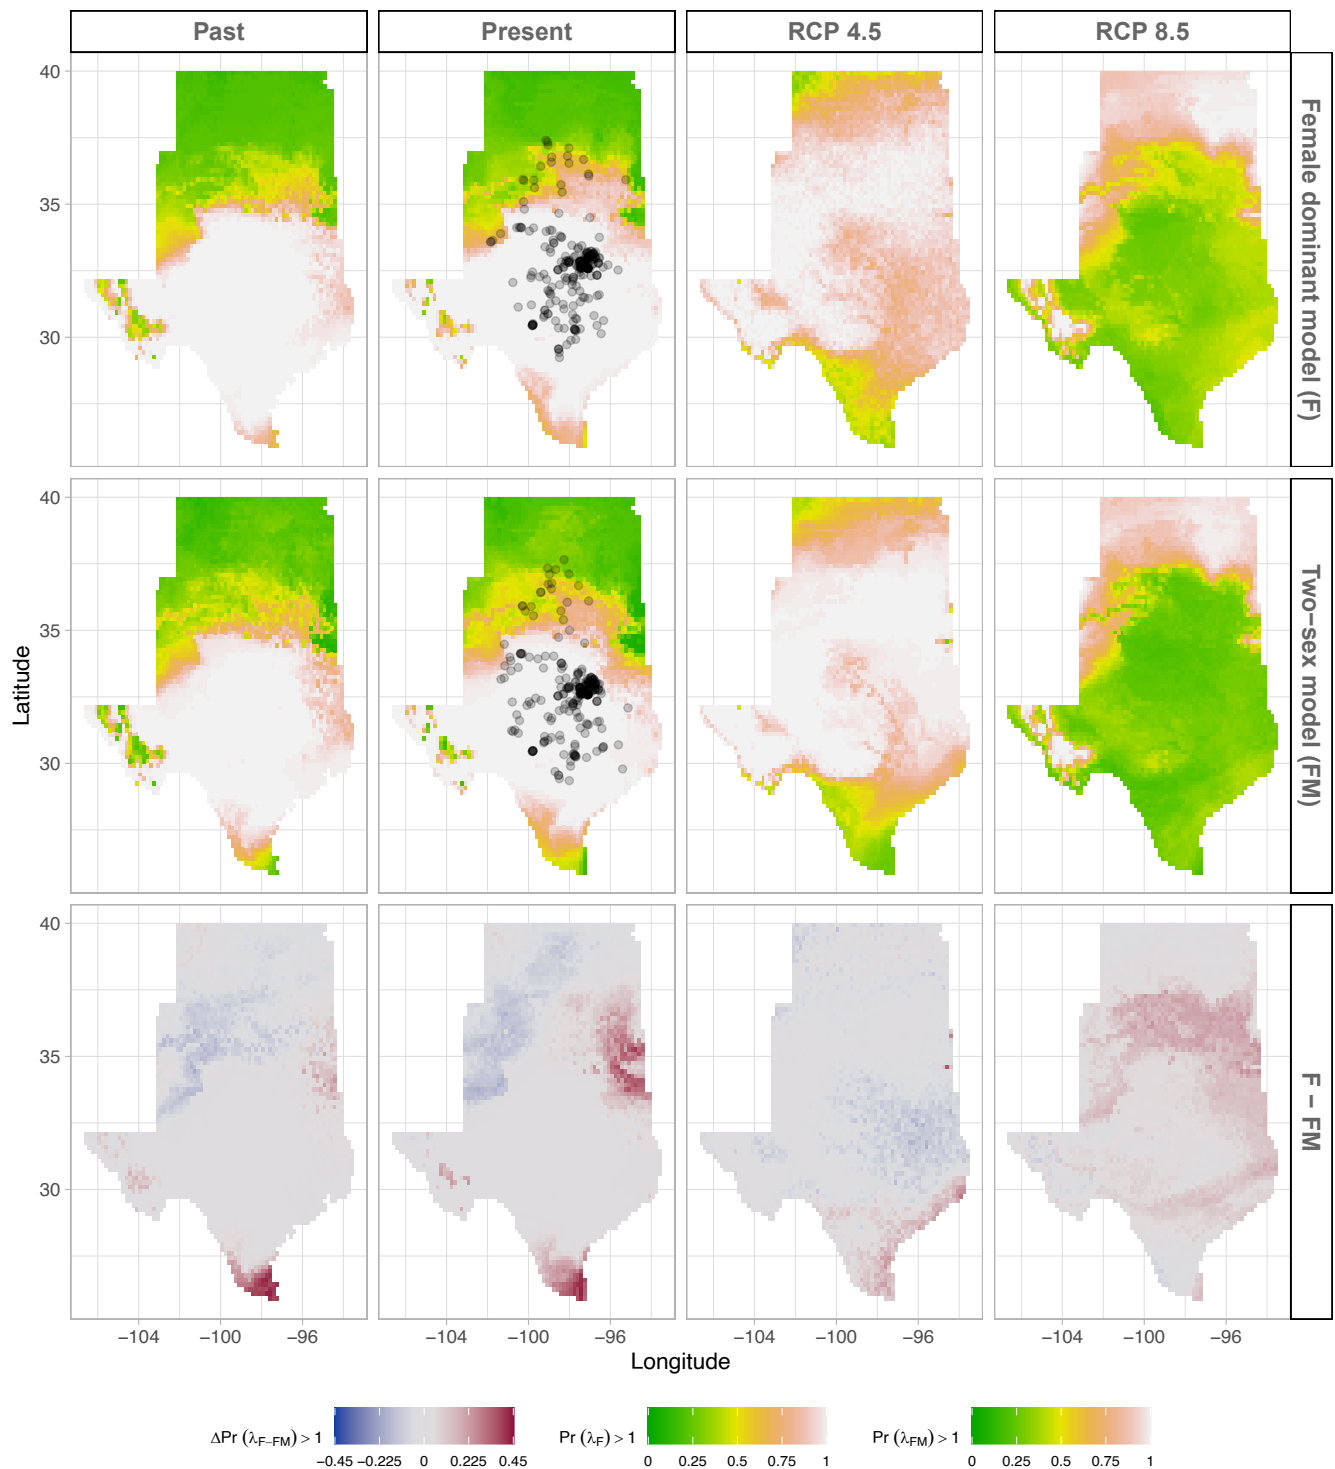 Past Present RCP 4.5 RCP 8.5
40
35
30
Female dominant model (F)
40
35
30
Two−sex model (FM)
Latitude
40
35
30
F − FM
−104 −100 −96 −104 −100 −96 −104 −100 −96 −104 −100 −96
Longitude
ΔPr (λF−FM) > 1
−0.45 −0.225 0 0.225 0.45
Pr (λF) > 1
0 0.25 0.5 0.75 1
Pr (λFM) > 1
0 0.25 0.5 0.75 1